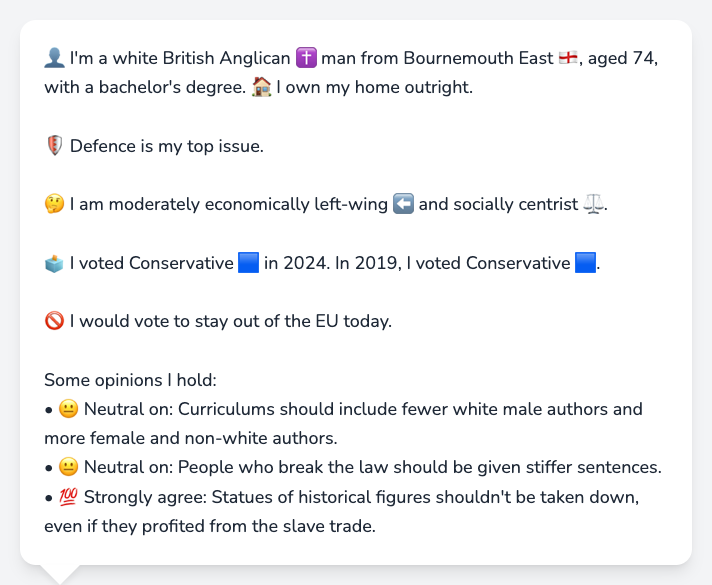 👤 I'm a white British Anglican ✝️ man from Bournemouth East 🏴󠁧󠁢󠁥󠁮󠁧󠁿, aged 74,
with a bachelor's degree. 🏠 I own my home outright.
🛡️ Defence is my top issue.
🤔 I am moderately economically left-wing ⬅️ and socially centrist ⚖️.
🗳️ I voted Conservative 🟦 in 2024. In 2019, I voted Conservative 🟦.
🚫 I would vote to stay out of the EU today.
Some opinions I hold:
• 😐 Neutral on: Curriculums should include fewer white male authors and
more female and non-white authors.
• 😐 Neutral on: People who break the law should be given stiffer sentences.
• 💯 Strongly agree: Statues of historical figures shouldn't be taken down,
even if they profited from the slave trade.